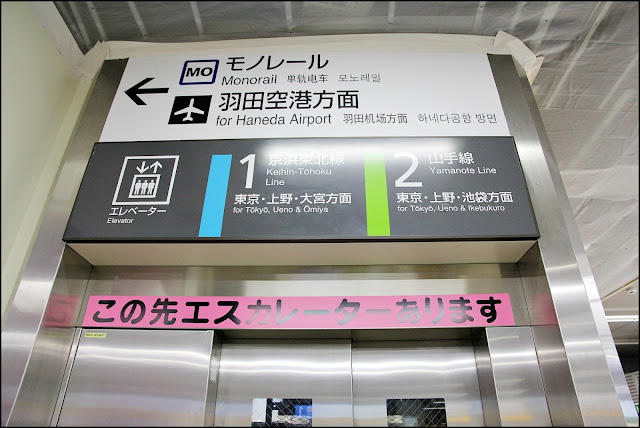 MO モノレール
Monorail 单轨电车 모노레일
羽田空港方面
for Haneda Airport 羽田机场方面 하네다공항 방면
エレベーター
Elevator
1 京浜東北線
Keihin-Tōhoku
Line
東京・上野・大宮方面
for Tōkyō, Ueno & Ōmiya
2 山手線
Yamanote Line
東京・上野・池袋方面
for Tōkyō, Ueno & Ikebukuro
この先エスカレーターあります